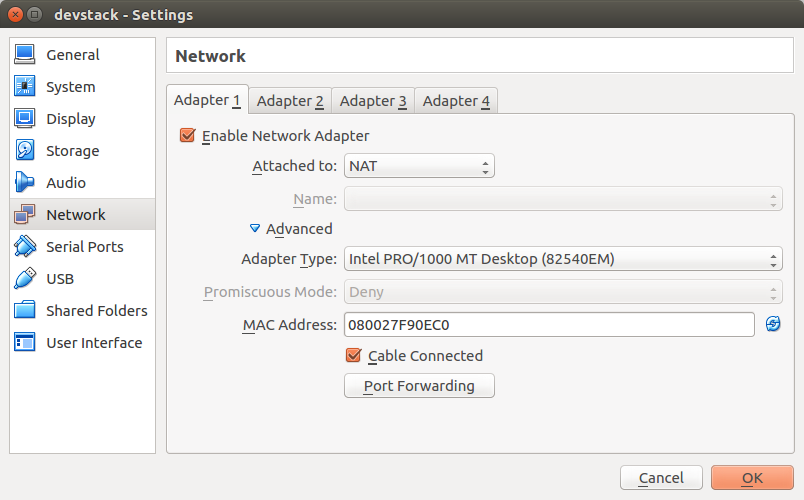 devstack - Settings
General
System
Display
Storage
Audio
Network
Serial Ports
USB
Shared Folders
User Interface
Network
Adapter 1 Adapter 2 Adapter 3 Adapter 4
Enable Network Adapter
Attached to: NAT
Name:
Advanced
Adapter Type: Intel PRO/1000 MT Desktop (82540EM)
Promiscuous Mode: Deny
MAC Address: 080027F90EC0
Cable Connected
Port Forwarding
Cancel OK